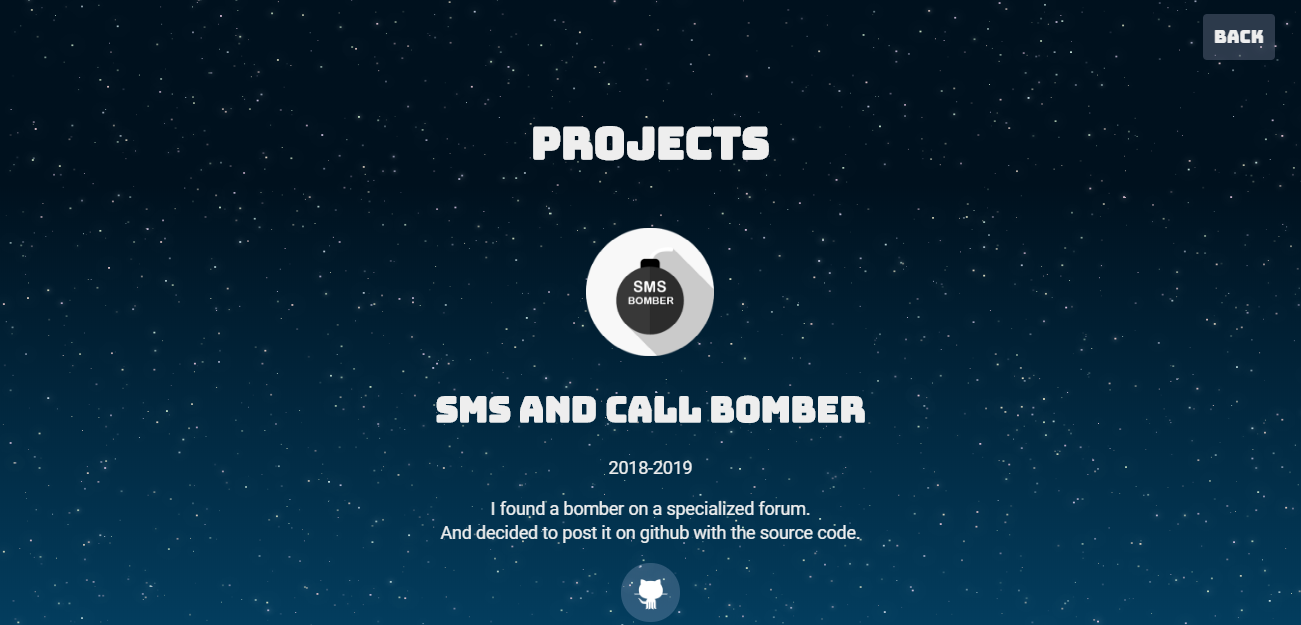 BACK
PROJECTS
SMS
BOMBER
SMS AND CALL BOMBER
2018-2019
I found a bomber on a specialized forum.
And decided to post it on github with the source code.